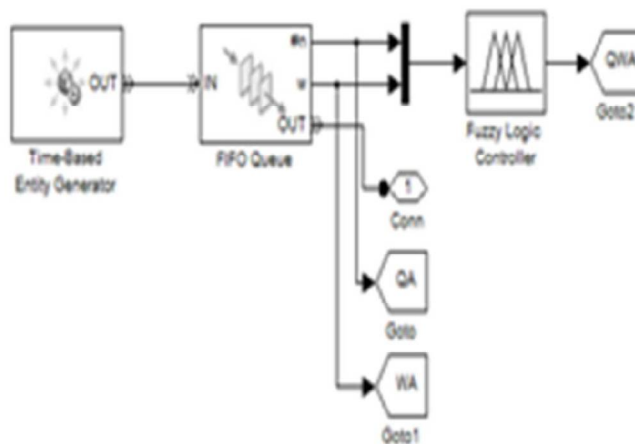 OUT
Time-Based
Entity Generator
IN
#n
w
OUT
FIFO Queue
Fuzzy Logic
Controller
QWA
Goto2
1
Conn
QA
Goto
WA
Goto1